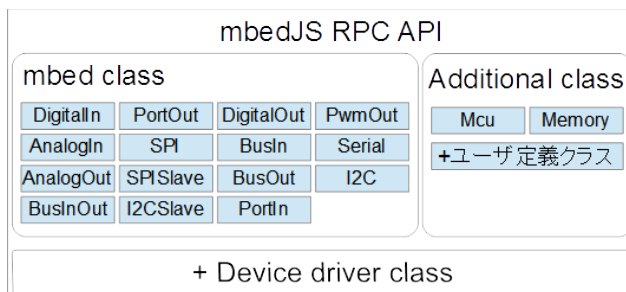 mbedJS RPC API
mbed class
DigitalIn PortOut DigitalOut PwmOut
AnalogIn SPI BusIn Serial
AnalogOut SPISlave BusOut I2C
BusInOut I2CSlave PortIn
Additional class
Mcu Memory
+ユーザ定義クラス
+ Device driver class